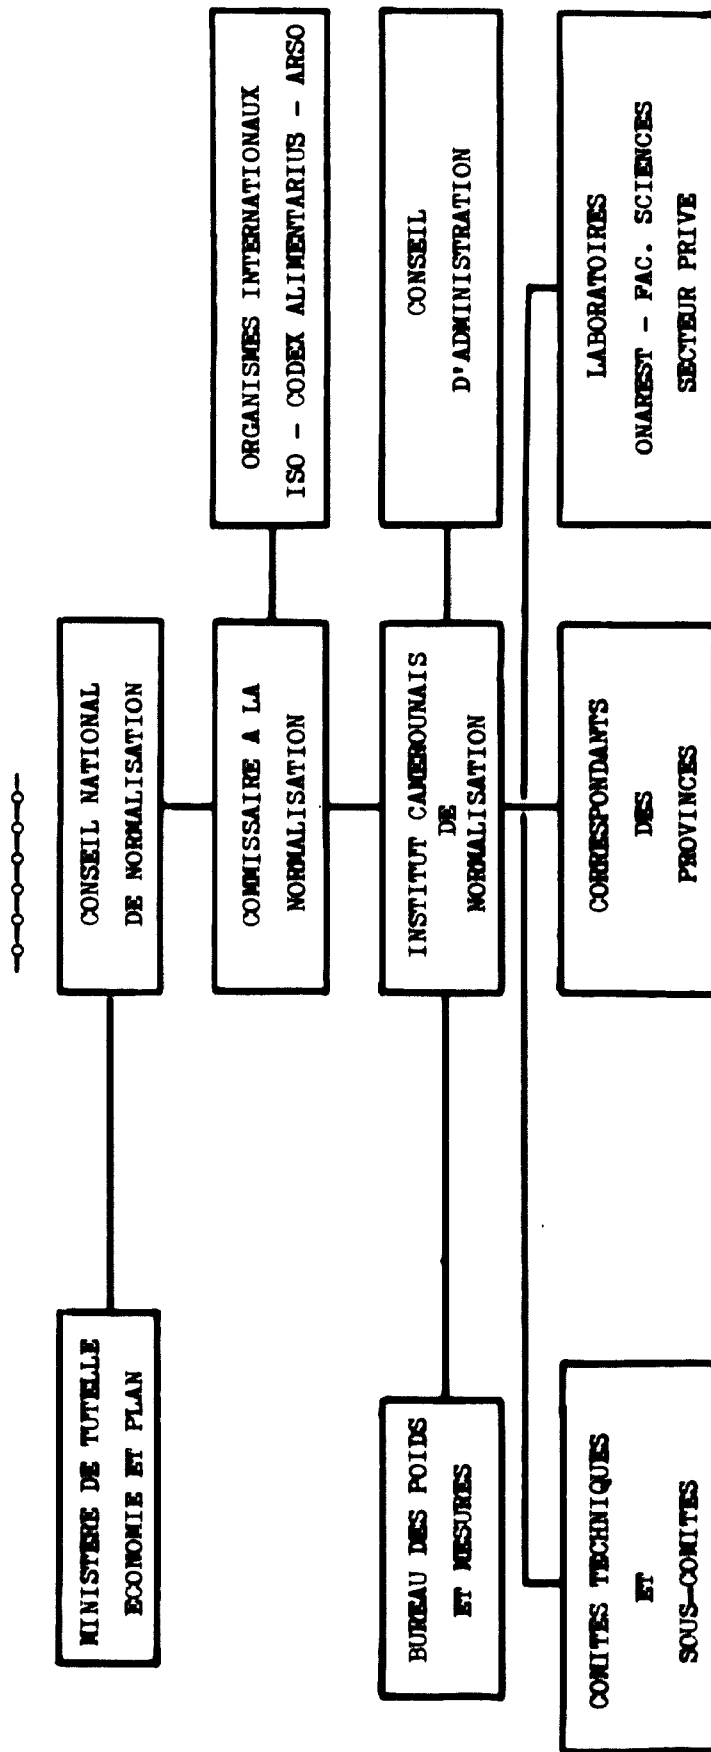 MINISTERE DE TUTELLE
ECONOMIE ET PLAN
CONSEIL NATIONAL
DE NORMALISATION
COMMISSAIRE A LA
NORMALISATION
ORGANISMES INTERNATIONAUX
ISO - CODEX ALIMENTARIUS - ARSO
BUREAU DES POIDS
ET MESURES
INSTITUT CAMEROUNAIS
DE
NORMALISATION
CONSEIL
D'ADMINISTRATION
COMITES TECHNIQUES
ET
SOUS-COMITES
CORRESPONDANTS
DES
PROVINCES
LABORATOIRES
ONAREST - FAC. SCIENCES
SECTEUR PRIVE